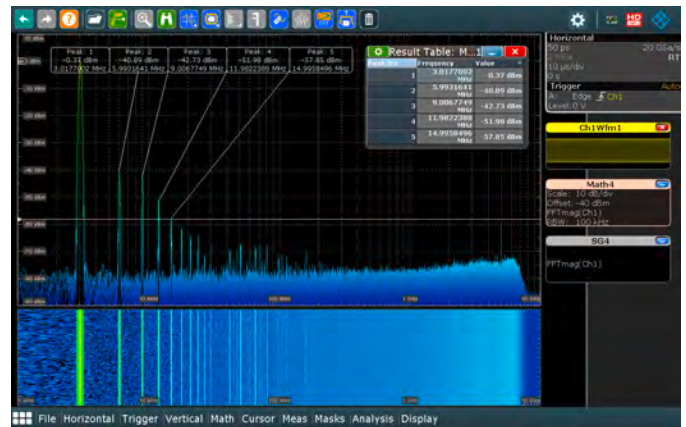 Peak: 1 Peak: 2 Peak: 3 Peak: 4 Peak: 5
-0.37 dBm -40.89 dBm -42.73 dBm -51.98 dBm -57.85 dBm
3.0177092 MHz 5.9931641 MHz 9.0067749 MHz 11.9822388 MHz 14.9958496 MHz
Result Table: M...1
Frequency Value
1 3.0177092 MHz -0.37 dBm
2 5.9931641 MHz -40.89 dBm
3 9.0067749 MHz -42.73 dBm
4 11.9822388 MHz -51.98 dBm
5 14.9958496 MHz -57.85 dBm
Horizontal
50 ps 20 GSa/s
RT
10 µs/div
0 s
Trigger Auto
A: Edge Ch1
Level: 0 V
Ch1Wfm1
Math4
Scale: 10 dB/div
Offset: -40 dBm
FFTmag(Ch1)
RBW: 100 kHz
SG4
FFTmag(Ch1)
File Horizontal Trigger Vertical Math Cursor Meas Masks Analysis Display